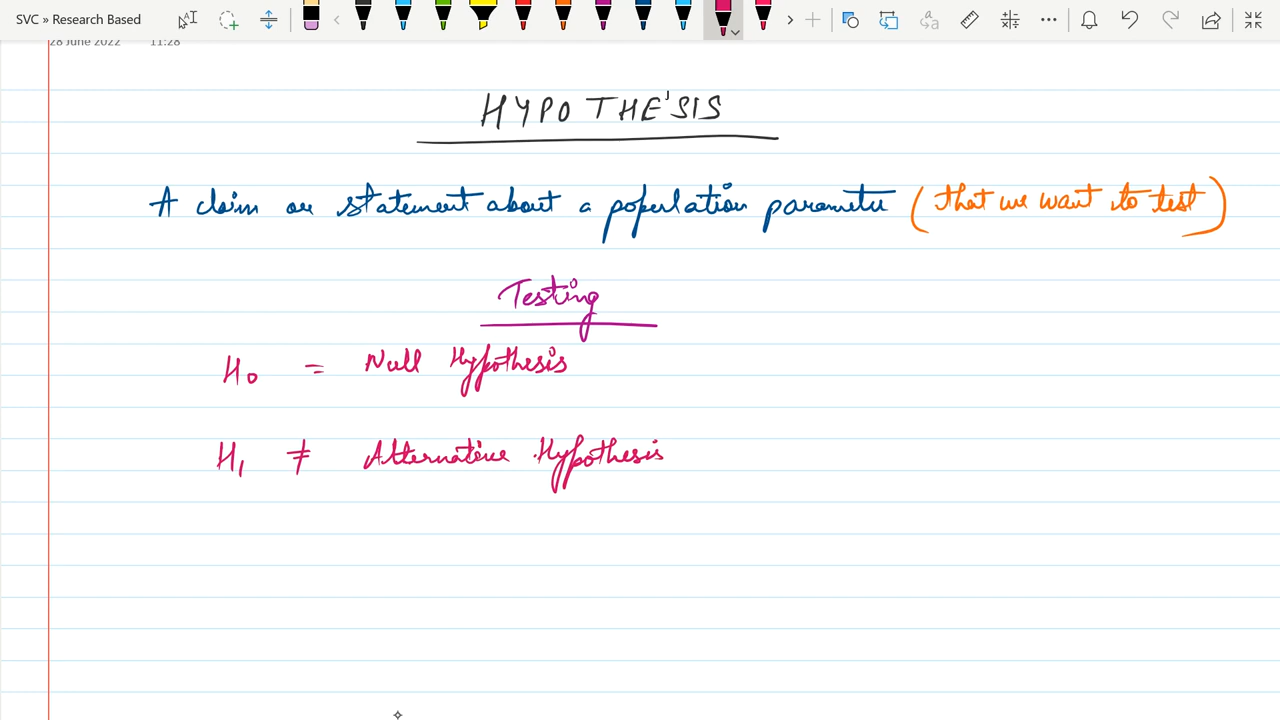 SVC » Research Based
28 June 2022 11:28
HYPOTHESIS
A claim or statement about a population parameter (that we want to test)
Testing
H₀ = Null Hypothesis
H₁ ≠ Alternative Hypothesis